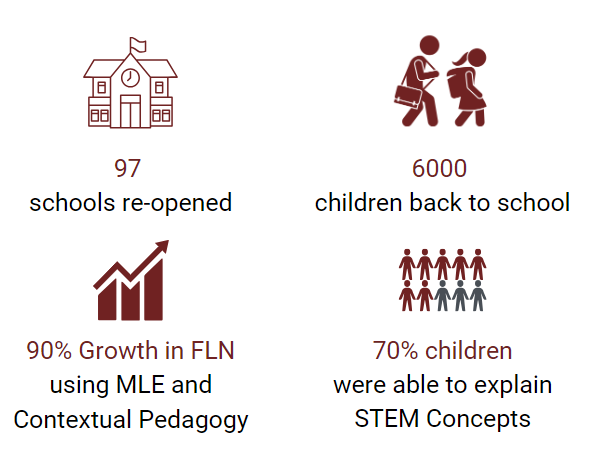 97
schools re-opened
6000
children back to school
90% Growth in FLN
using MLE and
Contextual Pedagogy
70% children
were able to explain
STEM Concepts